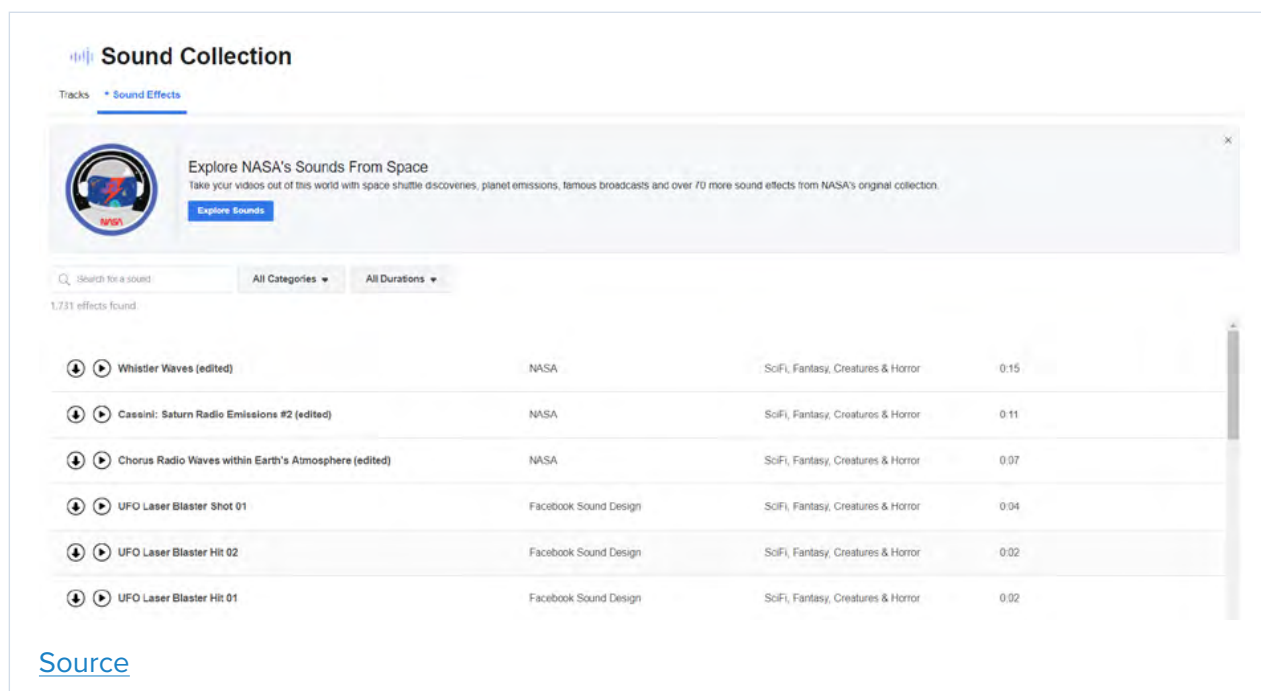 Sound Collection
Tracks • Sound Effects
Explore NASA's Sounds From Space
Take your videos out of this world with space shuttle discoveries, planet emissions, famous broadcasts and over 70 more sound effects from NASA's original collection.
NASA
Explore Sounds
Search for a sound All Categories All Durations
1,731 effects found
Whistler Waves (edited) NASA SciFi, Fantasy, Creatures & Horror 0:15
Cassini: Saturn Radio Emissions #2 (edited) NASA SciFi, Fantasy, Creatures & Horror 0:11
Chorus Radio Waves within Earth's Atmosphere (edited) NASA SciFi, Fantasy, Creatures & Horror 0:07
UFO Laser Blaster Shot 01 Facebook Sound Design SciFi, Fantasy, Creatures & Horror 0:04
UFO Laser Blaster Hit 02 Facebook Sound Design SciFi, Fantasy, Creatures & Horror 0:02
UFO Laser Blaster Hit 01 Facebook Sound Design SciFi, Fantasy, Creatures & Horror 0:02
Source